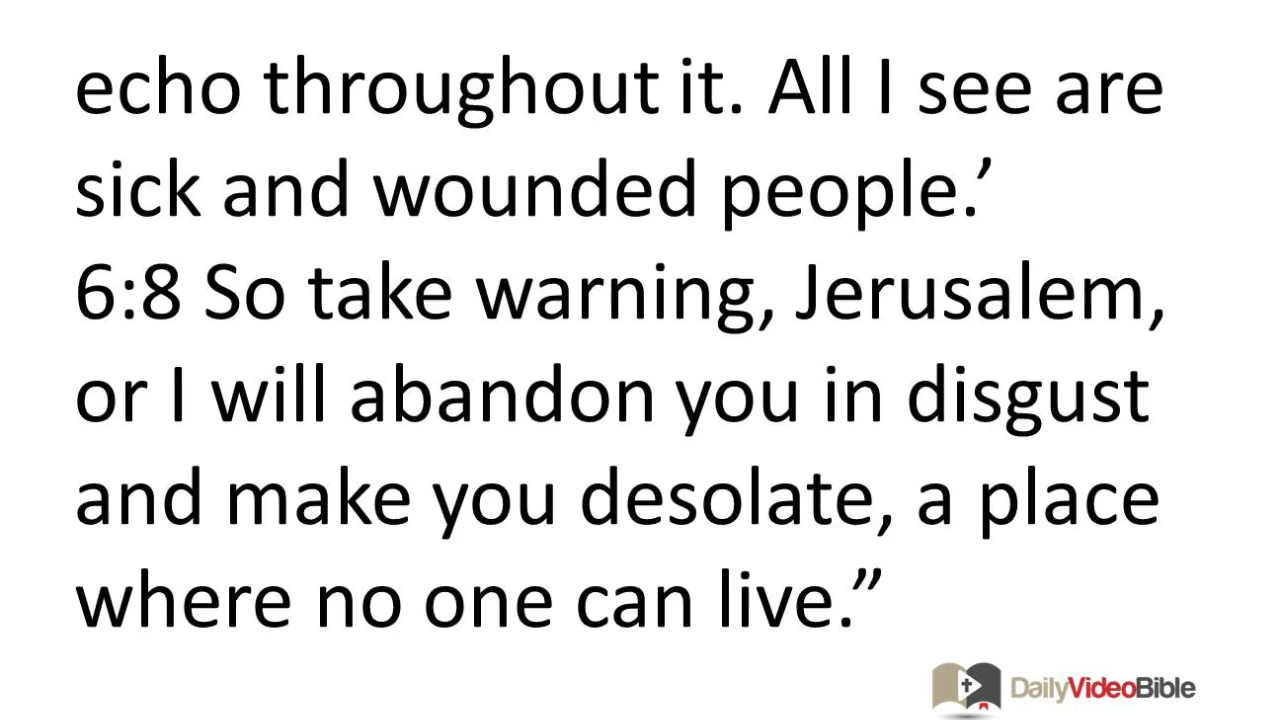 echo throughout it. All I see are
sick and wounded people.’
6:8 So take warning, Jerusalem,
or I will abandon you in disgust
and make you desolate, a place
where no one can live.”
DailyVideoBible